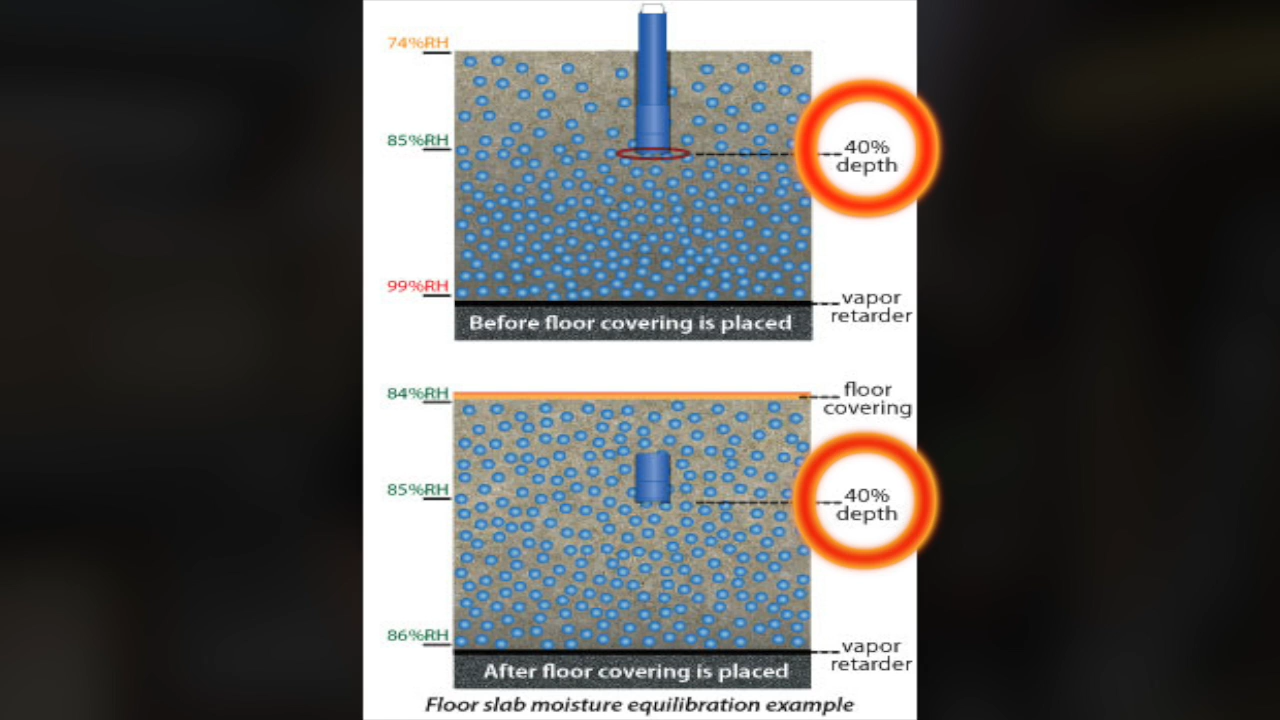 74%RH
85%RH
40%
depth
99%RH
vapor
retarder
Before floor covering is placed
84%RH
floor
covering
85%RH
40%
depth
86%RH
vapor
retarder
After floor covering is placed
Floor slab moisture equilibration example